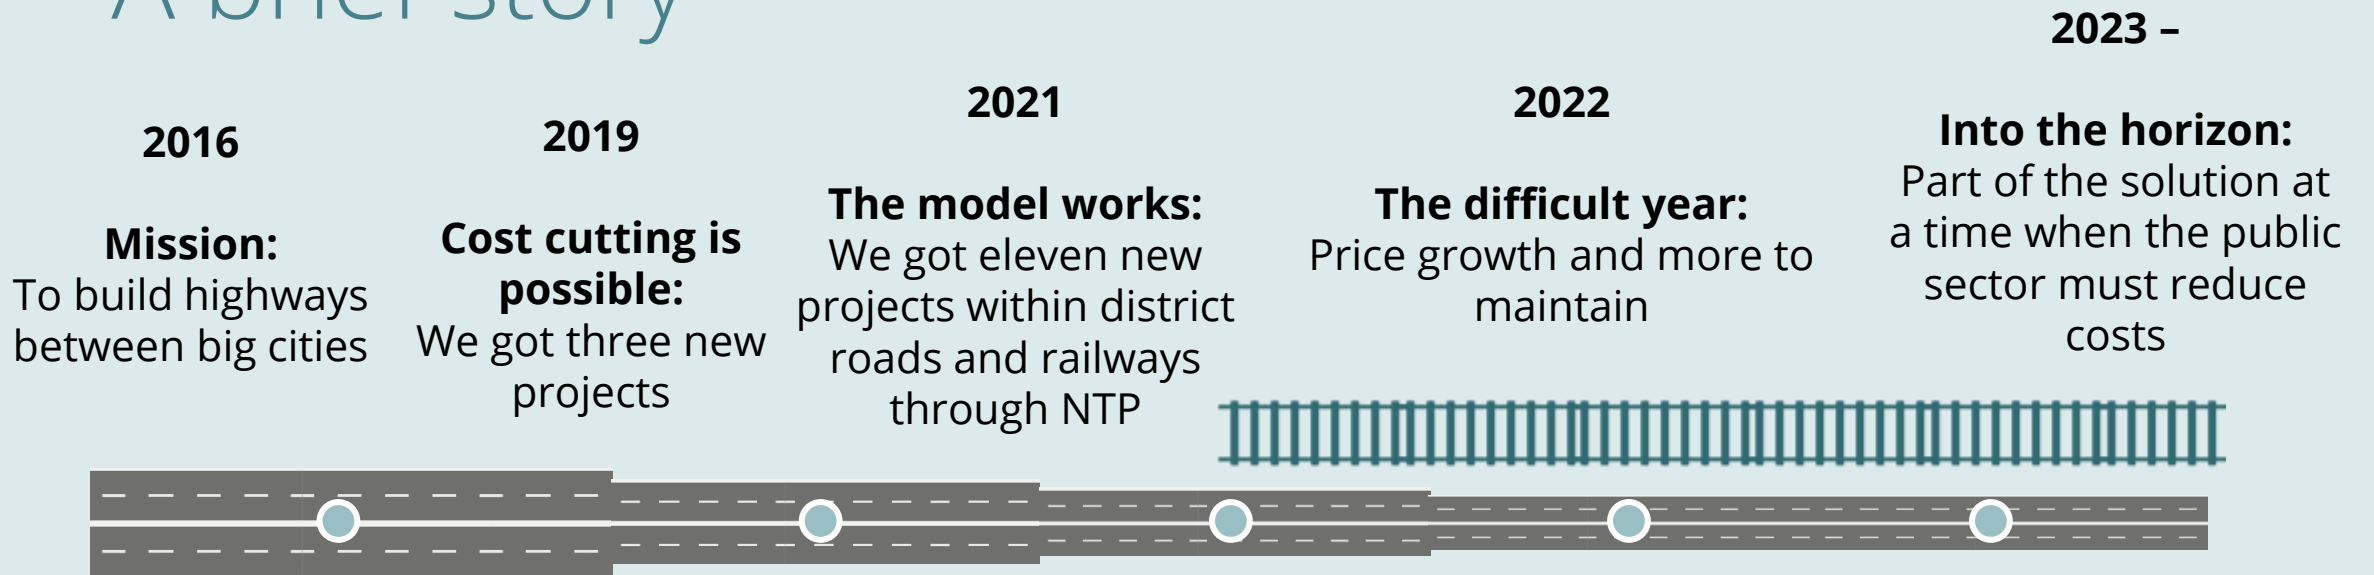 A brief story
2016
Mission:
To build highways
between big cities
2019
Cost cutting is
possible:
We got three new
projects
2021
The model works:
We got eleven new
projects within district
roads and railways
through NTP
2022
The difficult year:
Price growth and more to
maintain
2023 –
Into the horizon:
Part of the solution at
a time when the public
sector must reduce
costs